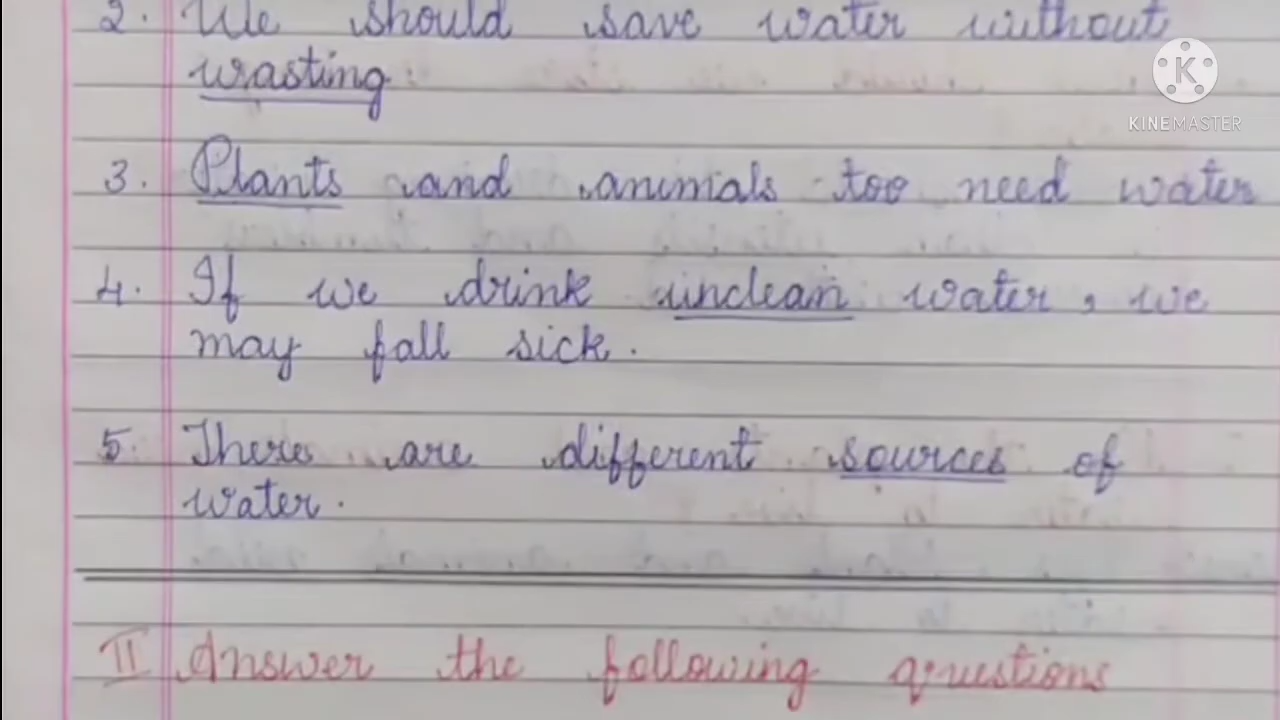 2. We should save water without
wasting.
3. Plants and animals too need water
4. If we drink unclean water, we
may fall sick.
5. There are different sources of
water.
II Answer the following questions
K
KINEMASTER